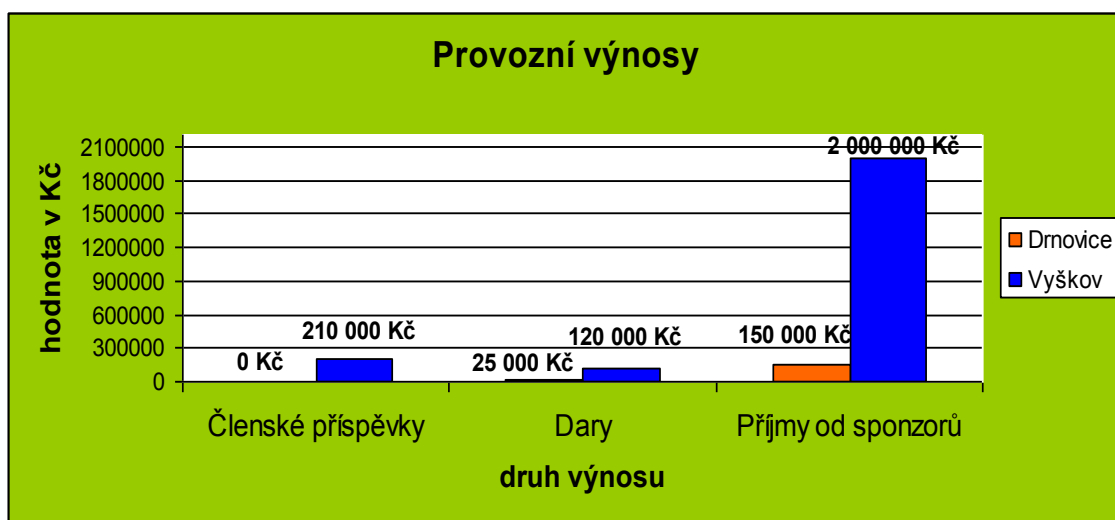 Provozní výnosy
hodnota v Kč
2100000
1800000
1500000
1200000
900000
600000
300000
0
0 Kč
210 000 Kč
25 000 Kč
120 000 Kč
150 000 Kč
2 000 000 Kč
Členské příspěvky
Dary
Příjmy od sponzorů
druh výnosu
Drnovice
Vyškov